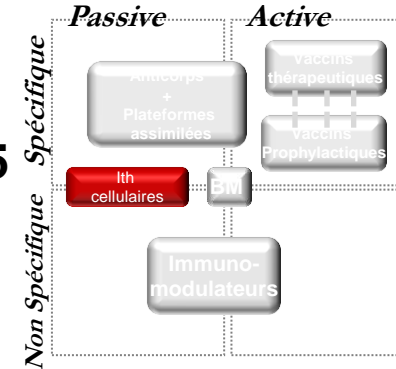 Passive Active
Spécifique
Anticorps
+
Plateformes
assimilées
Vaccins
thérapeutiques
Vaccins
Prophylactiques
Ith
cellulaires
BM
Non Spécifique
Immuno-
modulateurs